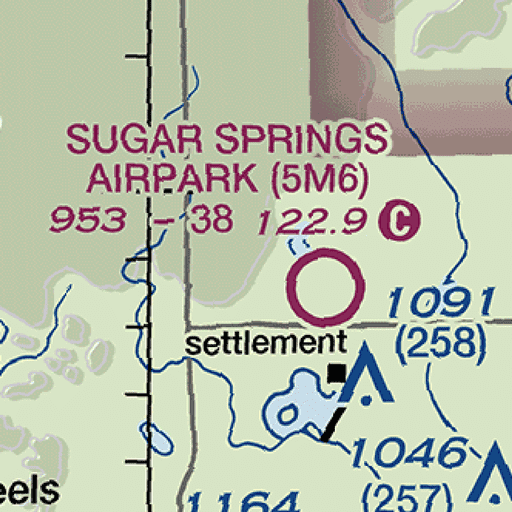 SUGAR SPRINGS
AIRPARK (5M6)
953 - 38 122.9 C
1091
settlement (258)
1046
eels 1164 (257)